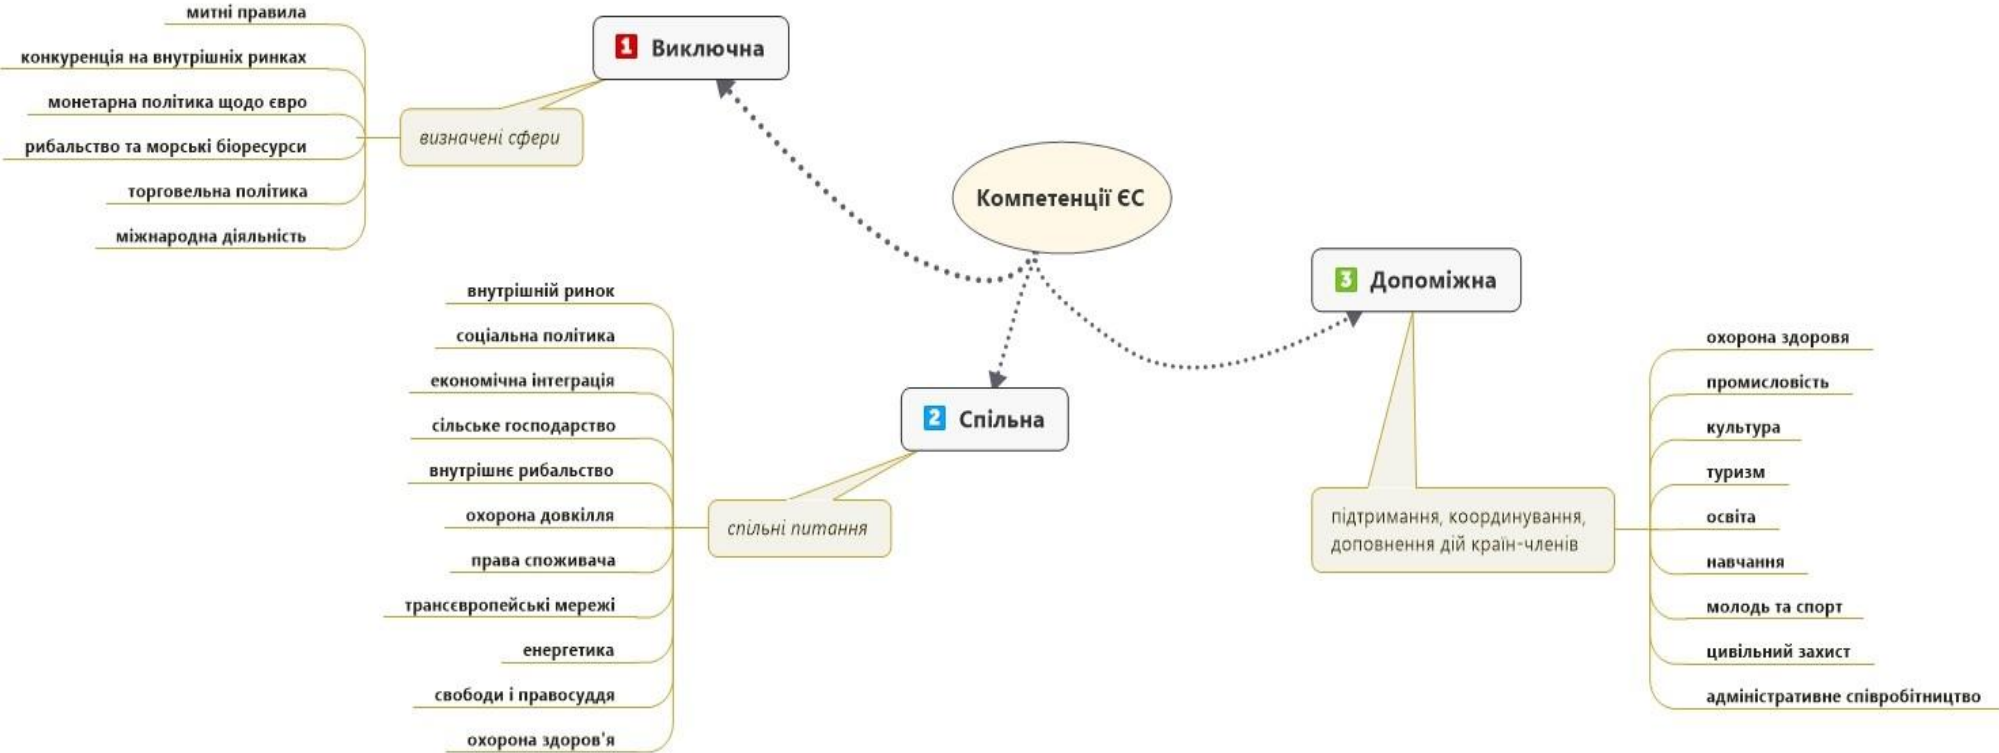 Компетенції ЄС
1 Виключна
визначені сфери
митні правила
конкуренція на внутрішніх ринках
монетарна політика щодо євро
рибальство та морські біоресурси
торговельна політика
міжнародна діяльність
2 Спільна
спільні питання
внутрішній ринок
соціальна політика
економічна інтеграція
сільське господарство
внутрішнє рибальство
охорона довкілля
права споживача
трансєвропейські мережі
енергетика
свободи і правосуддя
охорона здоров'я
3 Допоміжна
підтримання, координування,
доповнення дій країн-членів
охорона здоровя
промисловість
культура
туризм
освіта
навчання
молодь та спорт
цивільний захист
адміністративне співробітництво